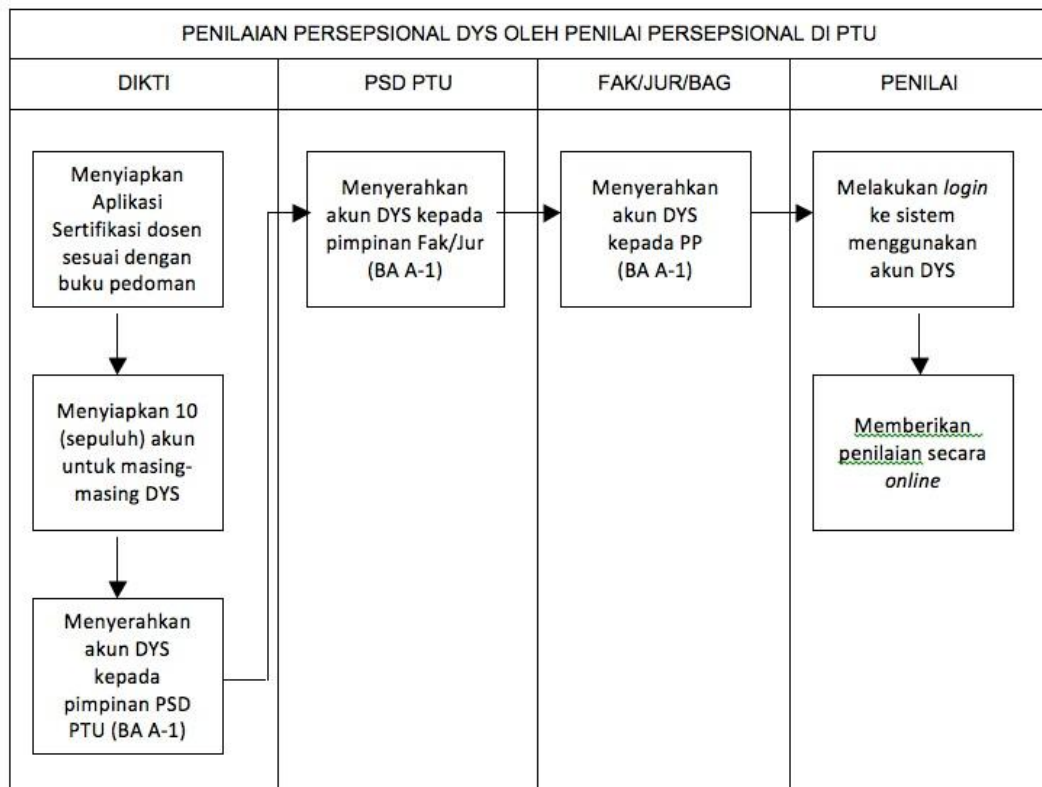 PENILAIAN PERSEPSIONAL DYS OLEH PENILAI PERSEPSIONAL DI PTU
DIKTI
PSD PTU
FAK/JUR/BAG
PENILAI
Menyiapkan
Aplikasi
Sertifikasi dosen
sesuai dengan
buku pedoman
Menyiapkan 10
(sepuluh) akun
untuk masing-
masing DYS
Menyerahkan
akun DYS
kepada
pimpinan PSD
PTU (BA A-1)
Menyerahkan
akun DYS kepada
pimpinan Fak/Jur
(BA A-1)
Menyerahkan
akun DYS
kepada PP
(BA A-1)
Melakukan login
ke sistem
menggunakan
akun DYS
Memberikan
penilaian secara
online